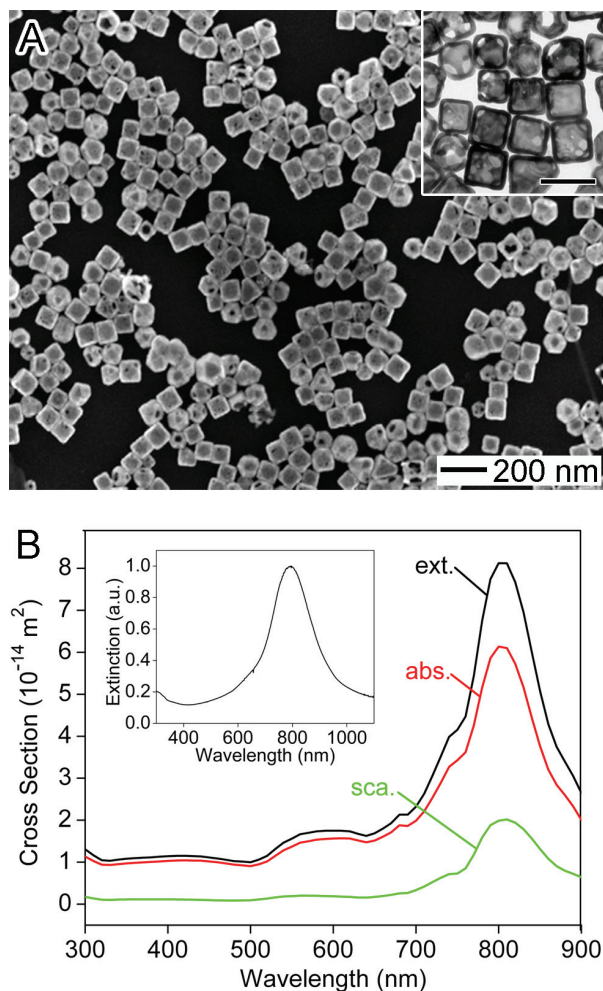 A
200 nm
B
8
7
6
5
4
3
2
1
0
Cross Section (10⁻¹⁴ m²)
300 400 500 600 700 800 900
Wavelength (nm)
ext.
abs.
sca.
1.0
0.8
0.6
0.4
0.2
0.0
Extinction (a.u.)
400 600 800 1000
Wavelength (nm)